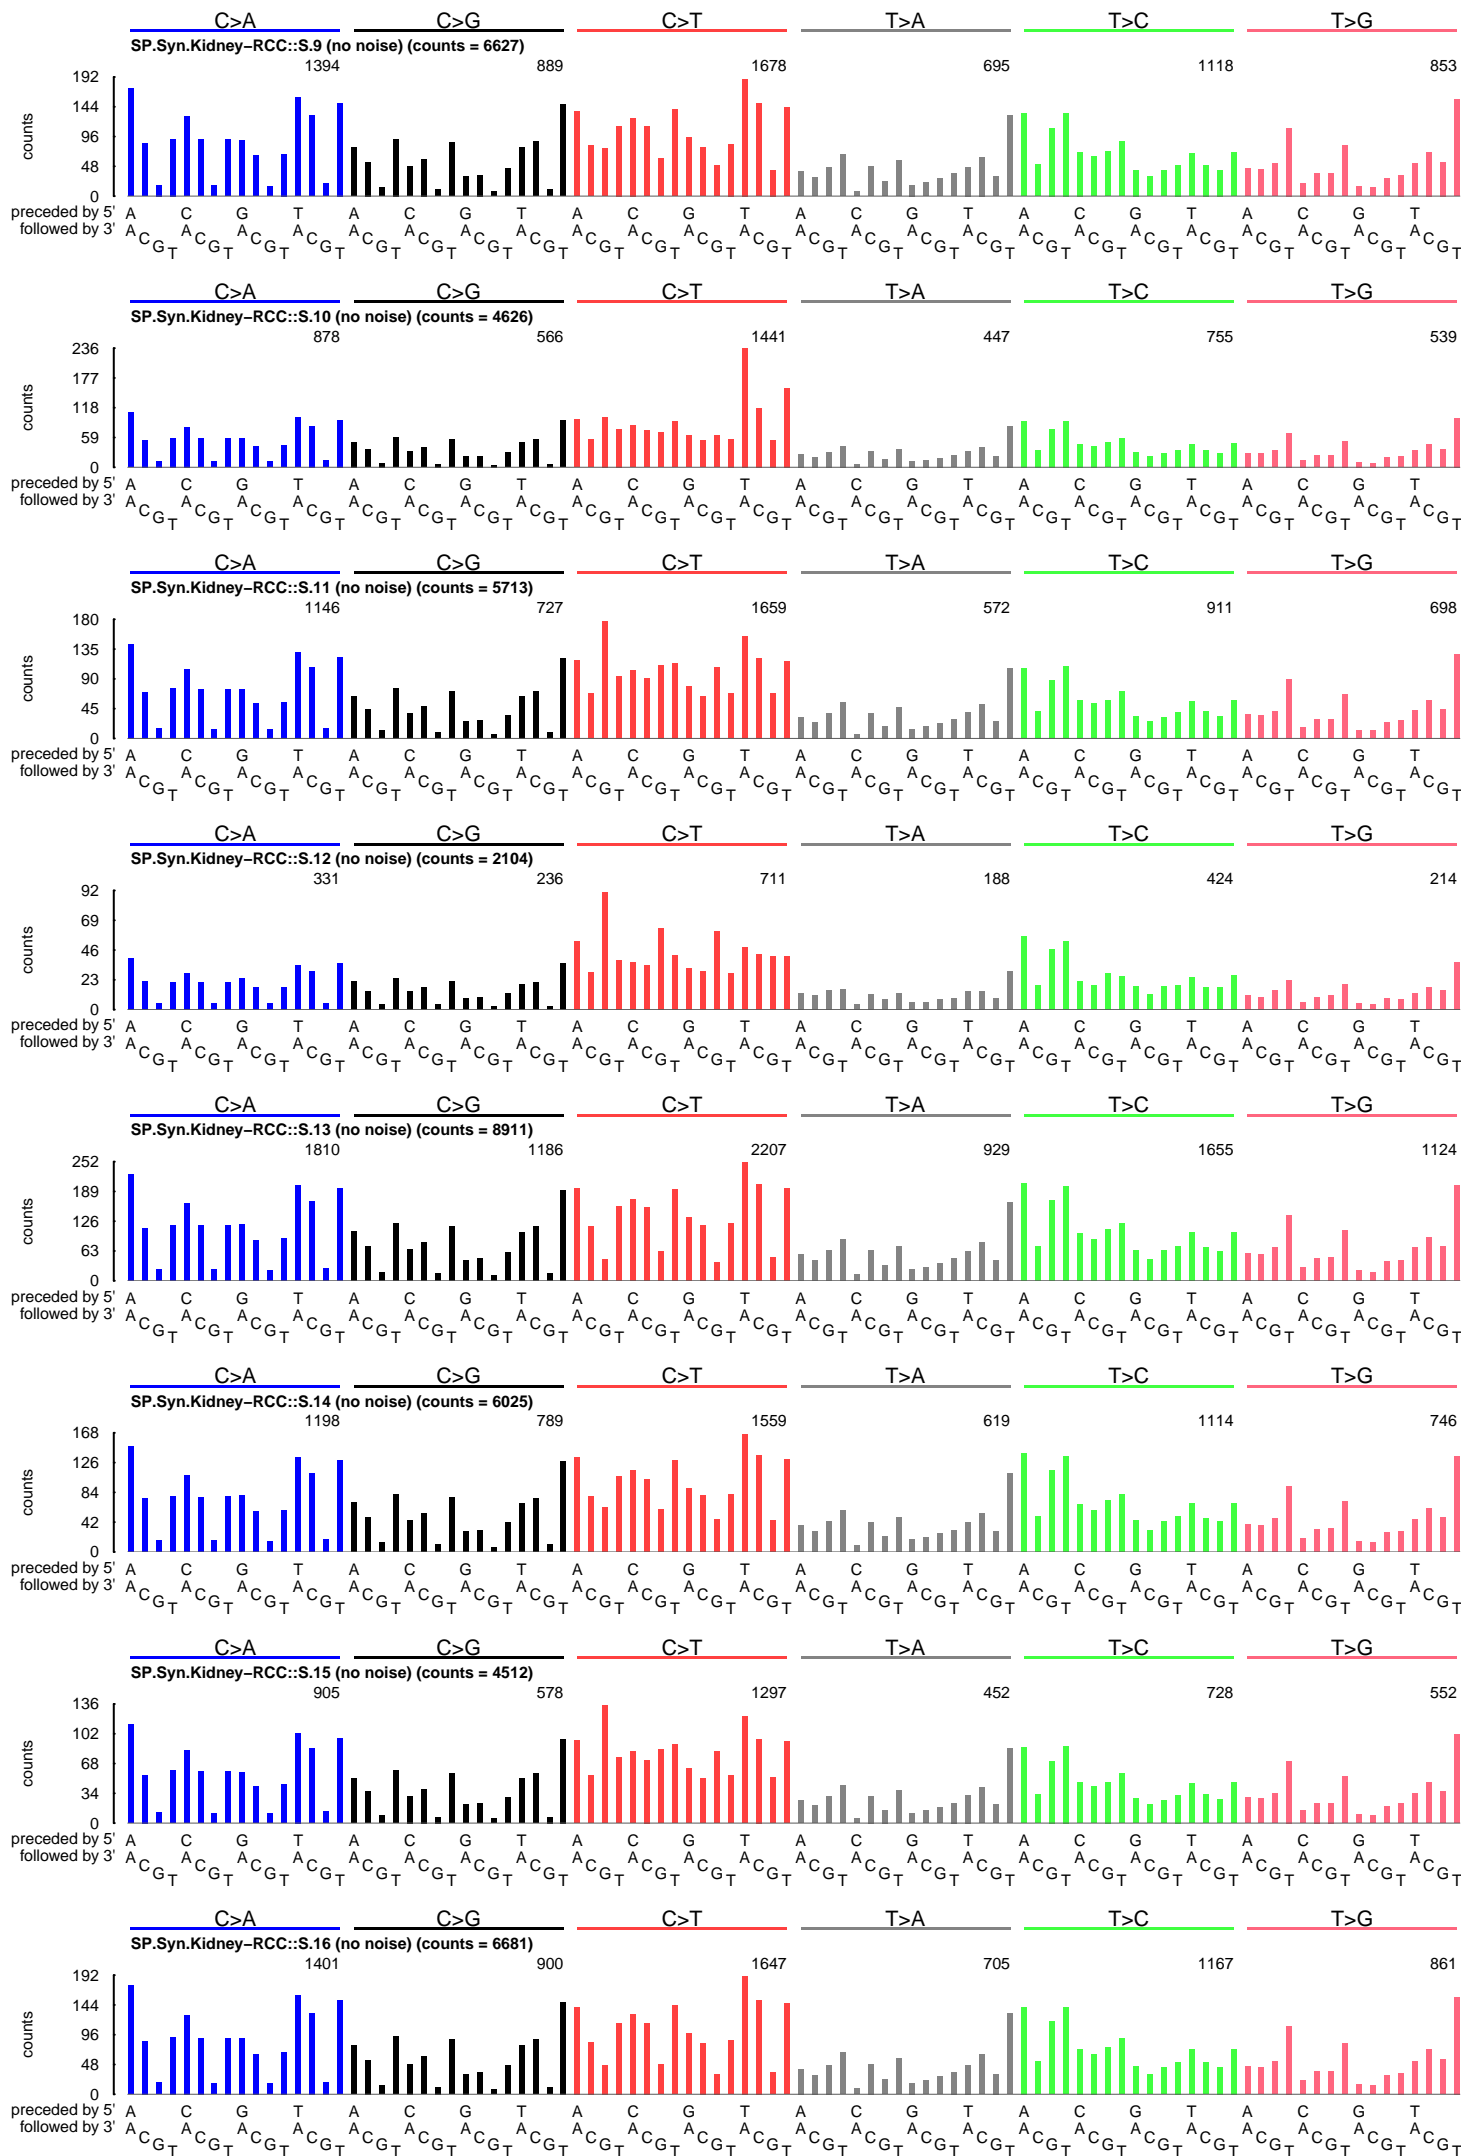 C>A C>G C>T T>A T>C T>G
SP.Syn.Kidney−RCC::S.9 (no noise) (counts = 6627)
1394 889 1678 695 1118 853
192
144
96
48
0
counts
preceded by 5' A C G T A C G T A C G T A C G T A C G T A C G T
followed by 3' A C G T A C G T A C G T A C G T A C G T A C G T A C G T A C G T A C G T A C G T A C G T A C G T A C G T A C G T A C G T A C G T A C G T A C G T A C G T A C G T A C G T A C G T A C G T A C G T
C>A C>G C>T T>A T>C T>G
SP.Syn.Kidney−RCC::S.10 (no noise) (counts = 4626)
878 566 1441 447 755 539
236
177
118
59
0
counts
preceded by 5' A C G T A C G T A C G T A C G T A C G T A C G T
followed by 3' A C G T A C G T A C G T A C G T A C G T A C G T A C G T A C G T A C G T A C G T A C G T A C G T A C G T A C G T A C G T A C G T A C G T A C G T A C G T A C G T A C G T A C G T A C G T A C G T
C>A C>G C>T T>A T>C T>G
SP.Syn.Kidney−RCC::S.11 (no noise) (counts = 5713)
1146 727 1659 572 911 698
180
135
90
45
0
counts
preceded by 5' A C G T A C G T A C G T A C G T A C G T A C G T
followed by 3' A C G T A C G T A C G T A C G T A C G T A C G T A C G T A C G T A C G T A C G T A C G T A C G T A C G T A C G T A C G T A C G T A C G T A C G T A C G T A C G T A C G T A C G T A C G T A C G T
C>A C>G C>T T>A T>C T>G
SP.Syn.Kidney−RCC::S.12 (no noise) (counts = 2104)
331 236 711 188 424 214
92
69
46
23
0
counts
preceded by 5' A C G T A C G T A C G T A C G T A C G T A C G T
followed by 3' A C G T A C G T A C G T A C G T A C G T A C G T A C G T A C G T A C G T A C G T A C G T A C G T A C G T A C G T A C G T A C G T A C G T A C G T A C G T A C G T A C G T A C G T A C G T A C G T
C>A C>G C>T T>A T>C T>G
SP.Syn.Kidney−RCC::S.13 (no noise) (counts = 8911)
1810 1186 2207 929 1655 1124
252
189
126
63
0
counts
preceded by 5' A C G T A C G T A C G T A C G T A C G T A C G T
followed by 3' A C G T A C G T A C G T A C G T A C G T A C G T A C G T A C G T A C G T A C G T A C G T A C G T A C G T A C G T A C G T A C G T A C G T A C G T A C G T A C G T A C G T A C G T A C G T A C G T
C>A C>G C>T T>A T>C T>G
SP.Syn.Kidney−RCC::S.14 (no noise) (counts = 6025)
1198 789 1559 619 1114 746
168
126
84
42
0
counts
preceded by 5' A C G T A C G T A C G T A C G T A C G T A C G T
followed by 3' A C G T A C G T A C G T A C G T A C G T A C G T A C G T A C G T A C G T A C G T A C G T A C G T A C G T A C G T A C G T A C G T A C G T A C G T A C G T A C G T A C G T A C G T A C G T A C G T
C>A C>G C>T T>A T>C T>G
SP.Syn.Kidney−RCC::S.15 (no noise) (counts = 4512)
905 578 1297 452 728 552
136
102
68
34
0
counts
preceded by 5' A C G T A C G T A C G T A C G T A C G T A C G T
followed by 3' A C G T A C G T A C G T A C G T A C G T A C G T A C G T A C G T A C G T A C G T A C G T A C G T A C G T A C G T A C G T A C G T A C G T A C G T A C G T A C G T A C G T A C G T A C G T A C G T
C>A C>G C>T T>A T>C T>G
SP.Syn.Kidney−RCC::S.16 (no noise) (counts = 6681)
1401 900 1647 705 1167 861
192
144
96
48
0
counts
preceded by 5' A C G T A C G T A C G T A C G T A C G T A C G T
followed by 3' A C G T A C G T A C G T A C G T A C G T A C G T A C G T A C G T A C G T A C G T A C G T A C G T A C G T A C G T A C G T A C G T A C G T A C G T A C G T A C G T A C G T A C G T A C G T A C G T